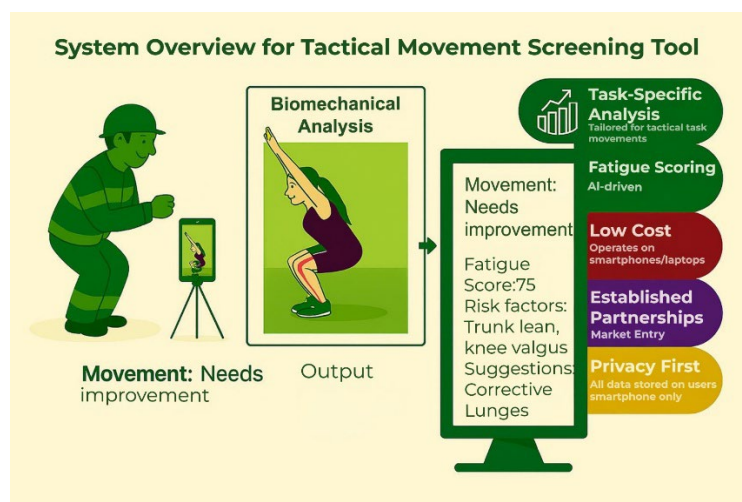 System Overview for Tactical Movement Screening Tool
Biomechanical
Analysis
Movement: Needs
improvement
Output
Movement:
Needs
improvement
Fatigue
Score:75
Risk factors:
Trunk lean,
knee valgus
Suggestions:
Corrective
Lunges
Task-Specific
Analysis
Tailored for tactical task
movements
Fatigue Scoring
AI-driven
Low Cost
Operates on
smartphones/laptops
Established
Partnerships
Market Entry
Privacy First
All data stored on users
smartphone only